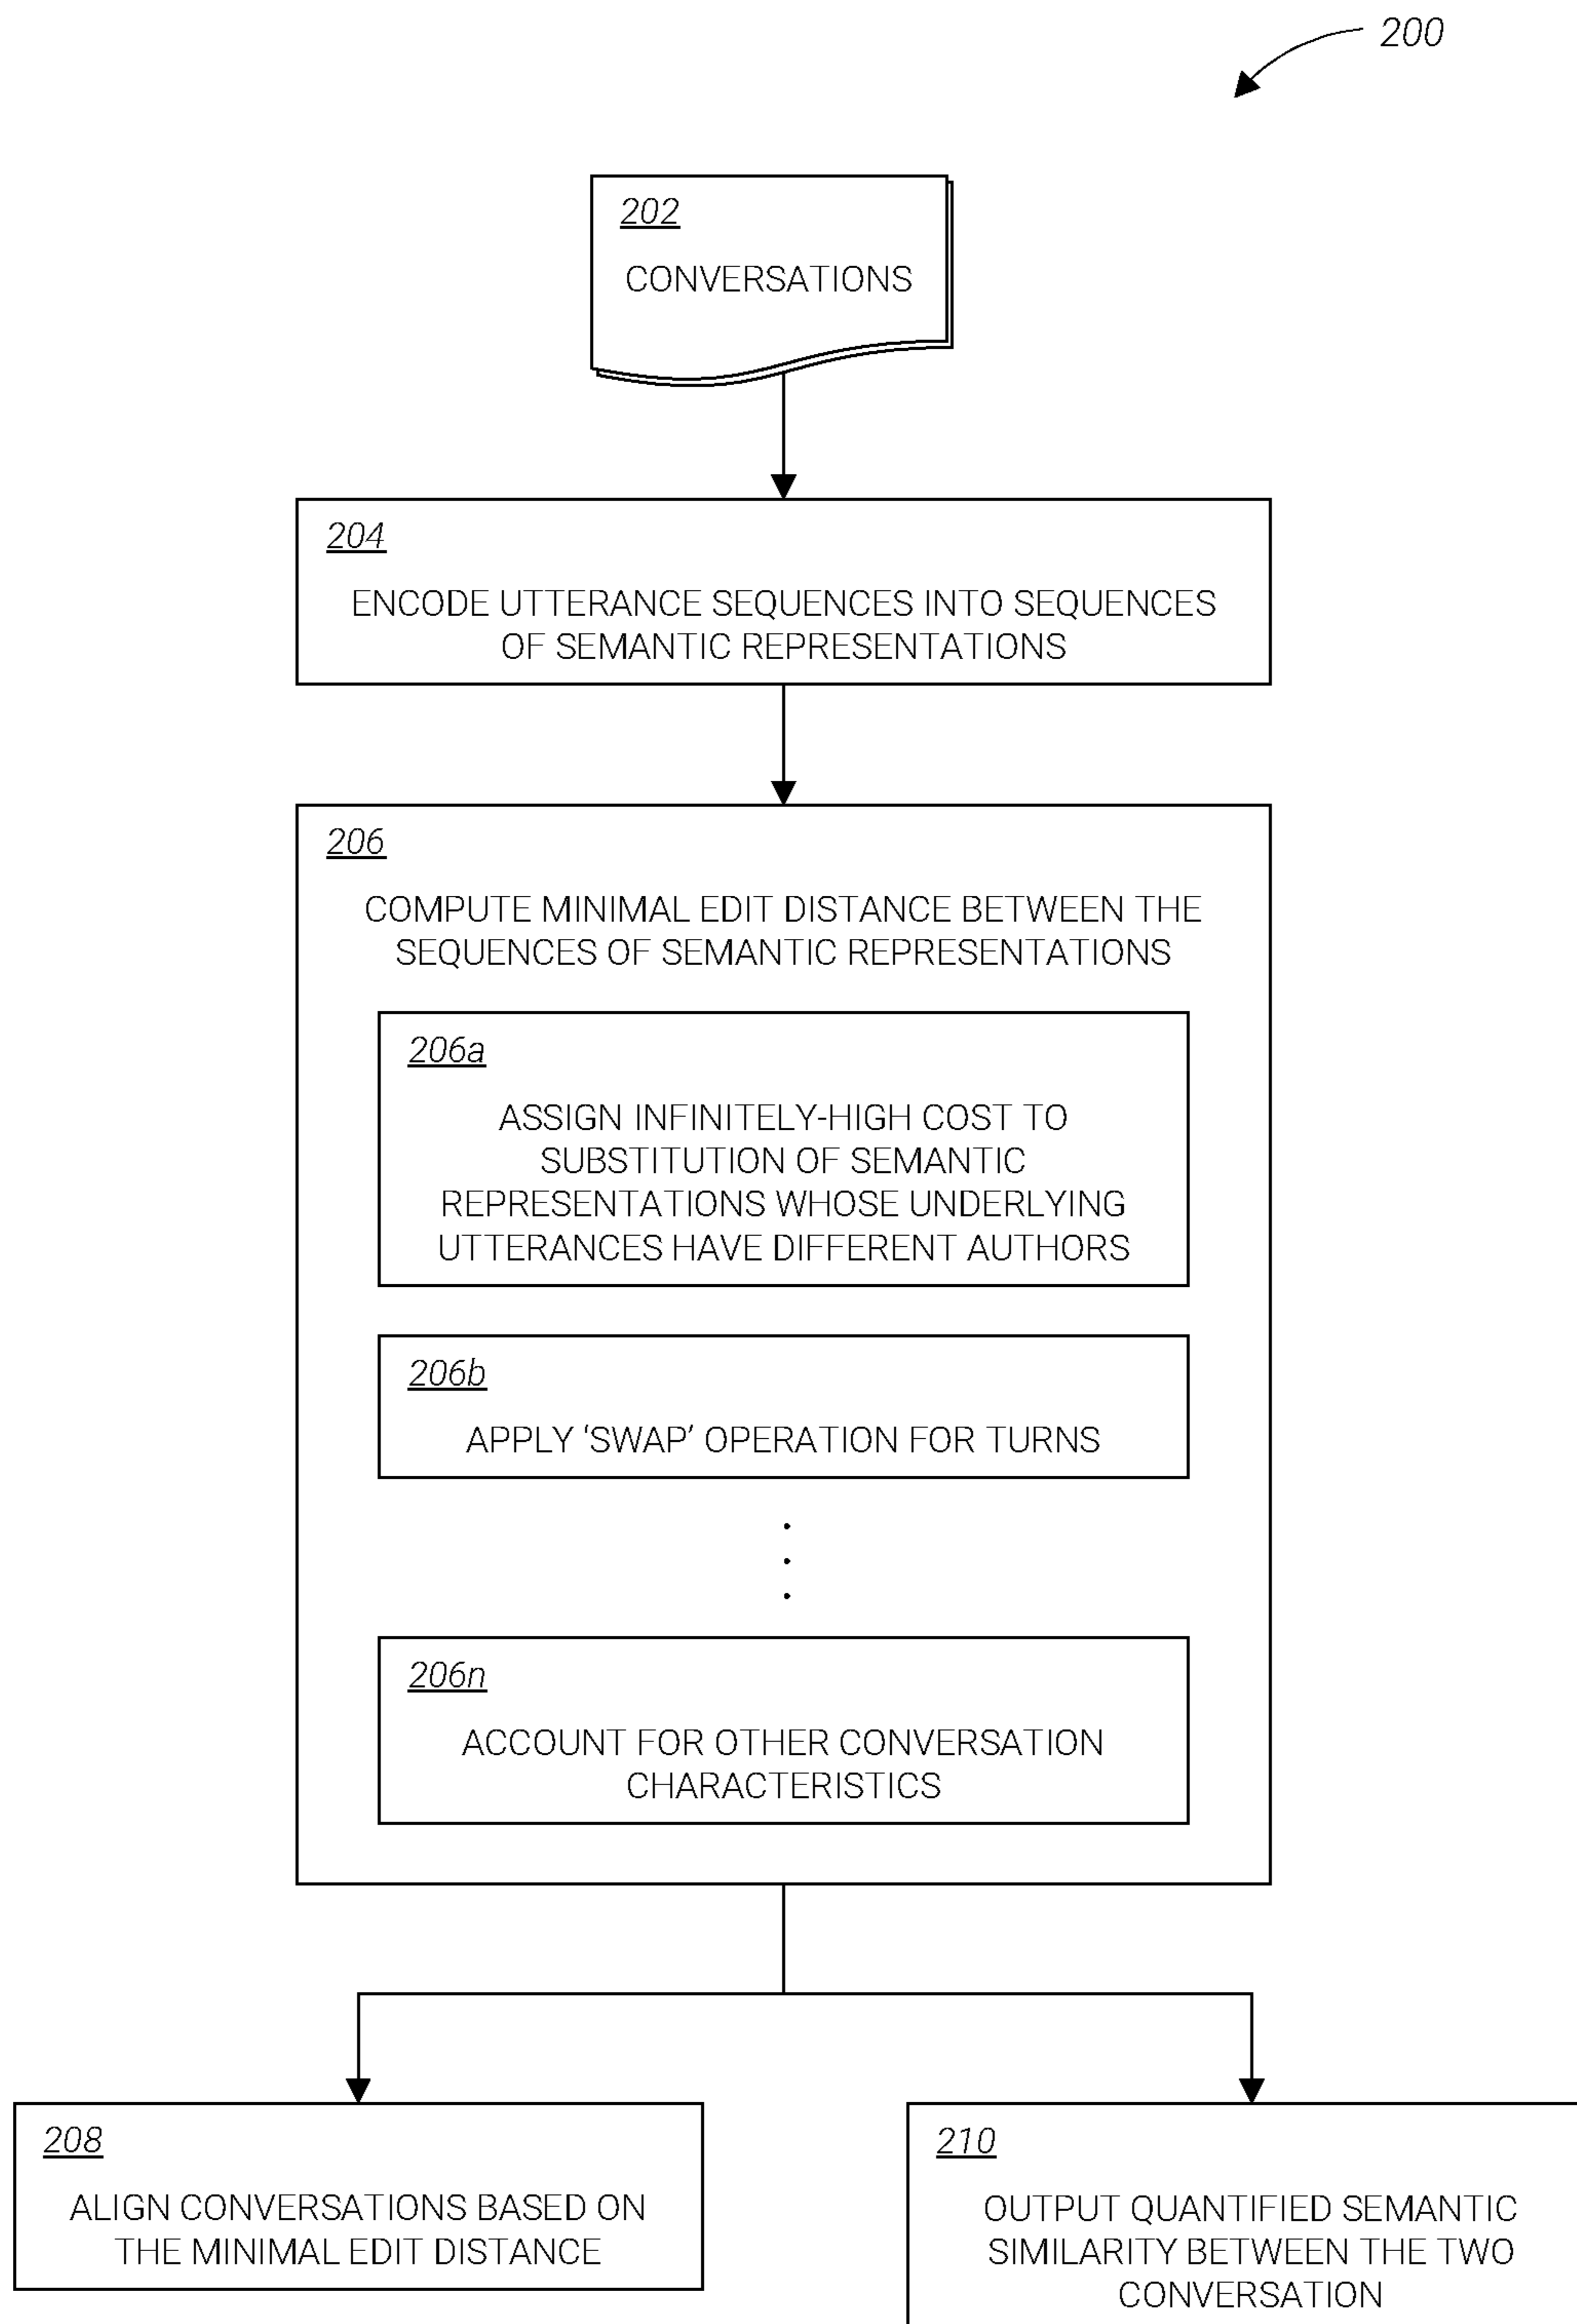 200
202
CONVERSATIONS
204
ENCODE UTTERANCE SEQUENCES INTO SEQUENCES
OF SEMANTIC REPRESENTATIONS
206
COMPUTE MINIMAL EDIT DISTANCE BETWEEN THE
SEQUENCES OF SEMANTIC REPRESENTATIONS
206a
ASSIGN INFINITELY-HIGH COST TO
SUBSTITUTION OF SEMANTIC
REPRESENTATIONS WHOSE UNDERLYING
UTTERANCES HAVE DIFFERENT AUTHORS
206b
APPLY ‘SWAP’ OPERATION FOR TURNS
206n
ACCOUNT FOR OTHER CONVERSATION
CHARACTERISTICS
208
ALIGN CONVERSATIONS BASED ON
THE MINIMAL EDIT DISTANCE
210
OUTPUT QUANTIFIED SEMANTIC
SIMILARITY BETWEEN THE TWO
CONVERSATION